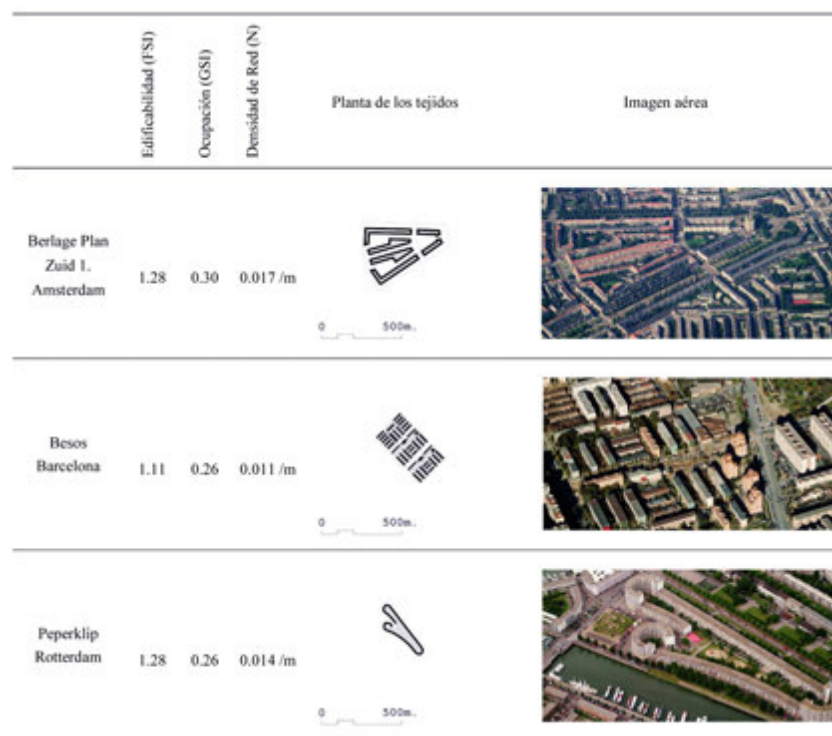 Edificabilidad (FSI)
Ocupación (GSI)
Densidad de Red (N)
Planta de los tejidos
Imagen aérea
Berlage Plan
Zuid 1.
Amsterdam
1.28 0.30 0.017 /m
0 500m.
Besos
Barcelona
1.11 0.26 0.011 /m
0 500m.
Peperklip
Rotterdam
1.28 0.26 0.014 /m
0 500m.